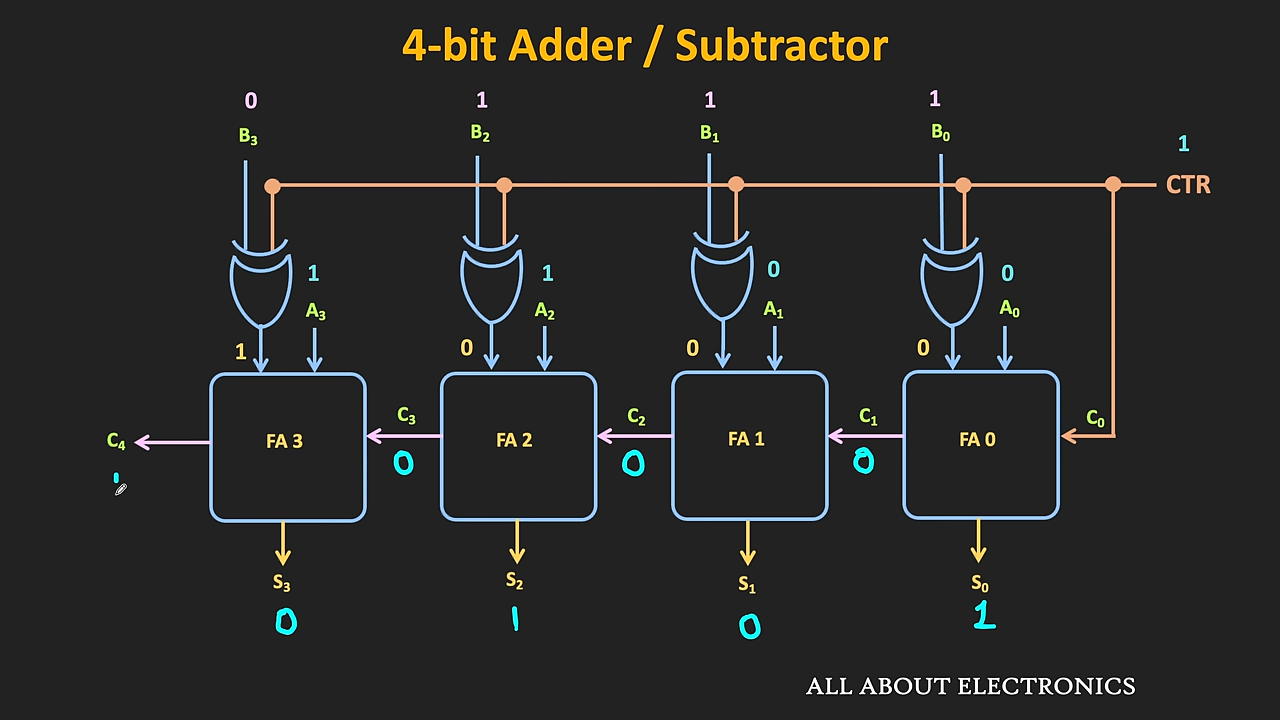 4-bit Adder / Subtractor
0 1 1 1
B₃ B₂ B₁ B₀
1
CTR
1 1 0 0
A₃ A₂ A₁ A₀
1 0 0 0
C₄ FA 3 C₃ FA 2 C₂ FA 1 C₁ FA 0 C₀
0 0 0
S₃ S₂ S₁ S₀
0 1 0 1
ALL ABOUT ELECTRONICS